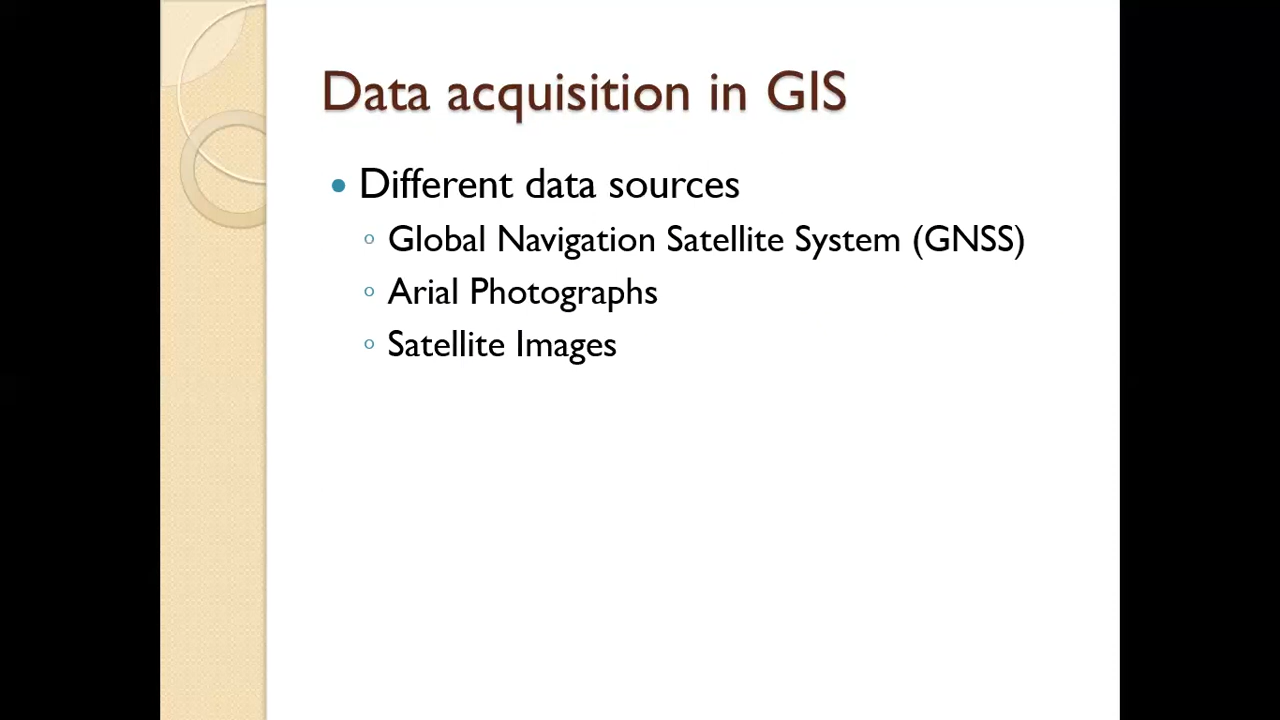 Data acquisition in GIS
• Different data sources
◦ Global Navigation Satellite System (GNSS)
◦ Arial Photographs
◦ Satellite Images